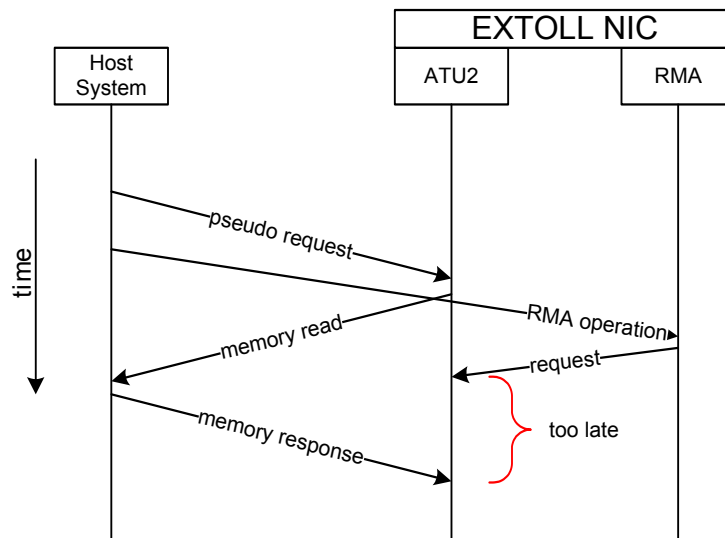 EXTOLL NIC
Host
System
ATU2
RMA
time
pseudo request
RMA operation
memory read
request
memory response
too late